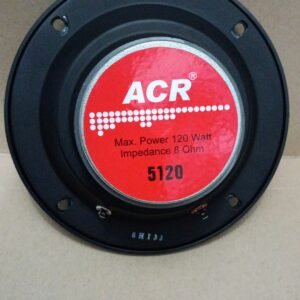 ACR®
Max. Power 120 Watt
Impedance 8 Ohm
5120